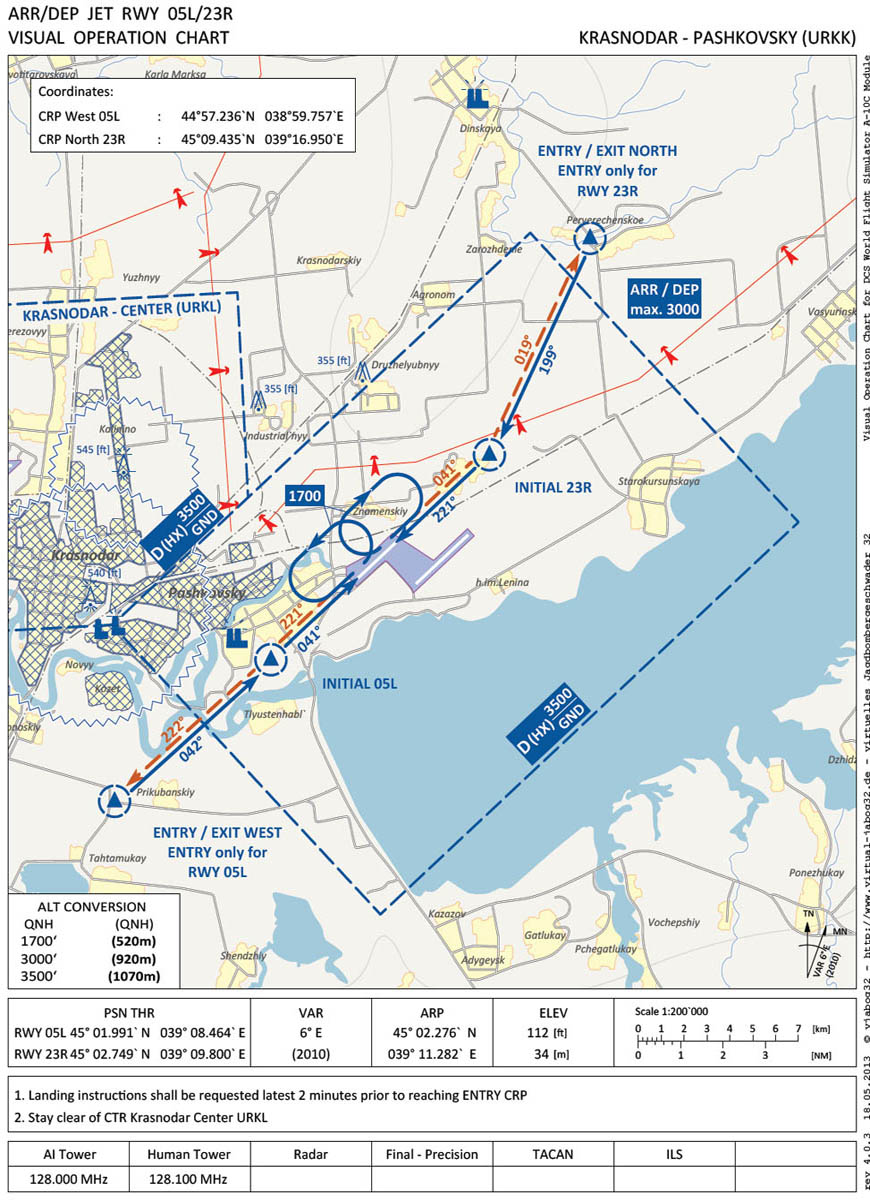 ARR/DEP JET RWY 05L/23R
VISUAL OPERATION CHART
KRASNODAR - PASHKOVSKY (URKK)
Coordinates:
CRP West 05L : 44°57.236`N 038°59.757`E
CRP North 23R : 45°09.435`N 039°16.950`E
Karla Marksa
Dinskaya
ENTRY / EXIT NORTH
ENTRY only for
RWY 23R
Perverechenskoe
Zarozhdenie
Krasnodarskiy
Yuzhnyy
Agronom
ARR / DEP
max. 3000
Vasyurinsk
KRASNODAR - CENTER (URKL)
erezovyy
355 [ft]
Druzhelyubnyy
355 [ft]
019°
199°
Kalinino
Industrial'nyy
545 [ft]
041°
221°
INITIAL 23R
Starokorsunskaya
1700
Znamenskiy
D(HX) 3500
GND
Krasnodar
540 [ft]
Pashkovsky
h.im.Lenina
221°
041°
Novyy
Kozet
INITIAL 05L
Tlyustenhabl`
noskiy
222°
042°
D(HX) 3500
GND
Dzhidz
Prikubanskiy
ENTRY / EXIT WEST
ENTRY only for
RWY 05L
Tahtamukay
Ponezhukay
Kazazov
Gatlukay
Vochepshiy
Pchegatlukay
Adygeysk
Shendzhiy
TN
MN
VAR 6°E
(2010)
ALT CONVERSION
QNH (QNH)
1700‘ (520m)
3000‘ (920m)
3500‘ (1070m)
PSN THR
RWY 05L 45° 01.991` N 039° 08.464` E
RWY 23R 45° 02.749` N 039° 09.800` E
VAR
6° E
(2010)
ARP
45° 02.276` N
039° 11.282` E
ELEV
112 [ft]
34 [m]
Scale 1:200`000
0 1 2 3 4 5 6 7 [km]
0 1 2 3 [NM]
1. Landing instructions shall be requested latest 2 minutes prior to reaching ENTRY CRP
2. Stay clear of CTR Krasnodar Center URKL
AI Tower
Human Tower
Radar
Final - Precision
TACAN
ILS
128.000 MHz
128.100 MHz
rev 4.0.3 18.05.2013 © vjabog32 - http://www.virtual-jabog32.de - virtuelles Jagdbombergeschwader 32
Visual Operation Chart for DCS World Flight Simulator A-10C Module